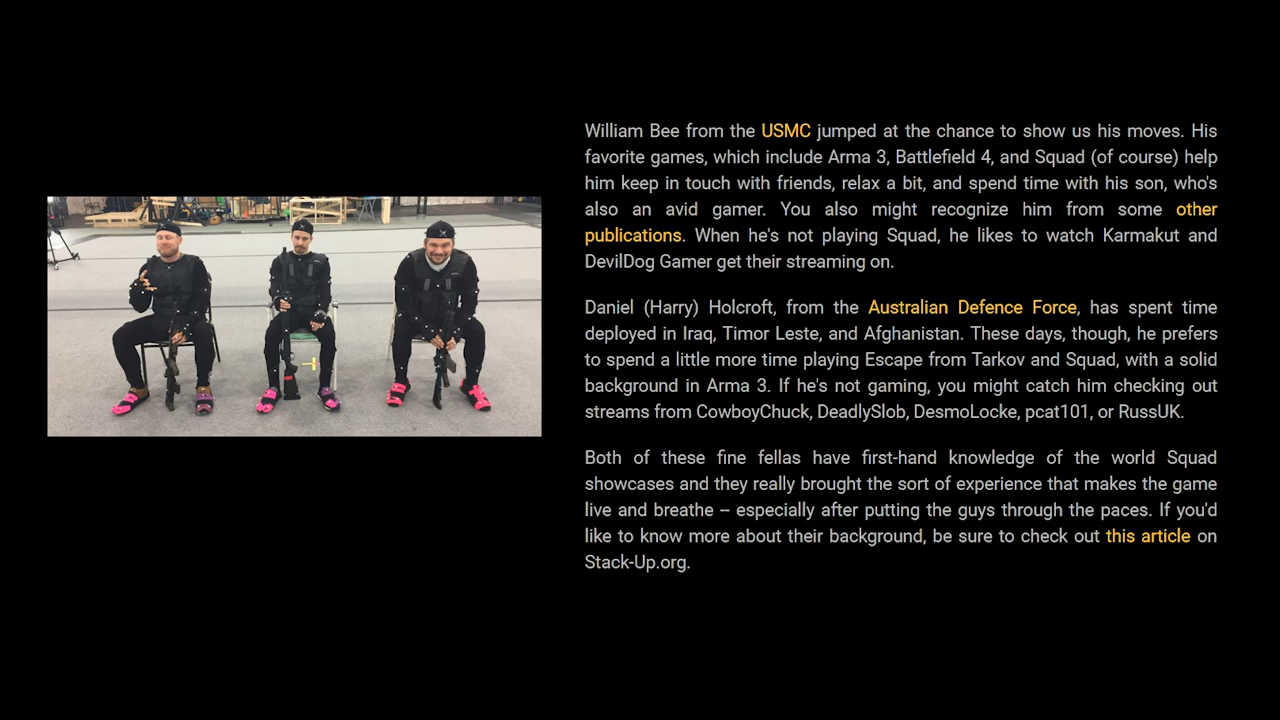 William Bee from the USMC jumped at the chance to show us his moves. His
favorite games, which include Arma 3, Battlefield 4, and Squad (of course) help
him keep in touch with friends, relax a bit, and spend time with his son, who's
also an avid gamer. You also might recognize him from some other
publications. When he's not playing Squad, he likes to watch Karmakut and
DevilDog Gamer get their streaming on.
Daniel (Harry) Holcroft, from the Australian Defence Force, has spent time
deployed in Iraq, Timor Leste, and Afghanistan. These days, though, he prefers
to spend a little more time playing Escape from Tarkov and Squad, with a solid
background in Arma 3. If he's not gaming, you might catch him checking out
streams from CowboyChuck, DeadlySlob, DesmoLocke, pcat101, or RussUK.
Both of these fine fellas have first-hand knowledge of the world Squad
showcases and they really brought the sort of experience that makes the game
live and breathe -- especially after putting the guys through the paces. If you'd
like to know more about their background, be sure to check out this article on
Stack-Up.org.